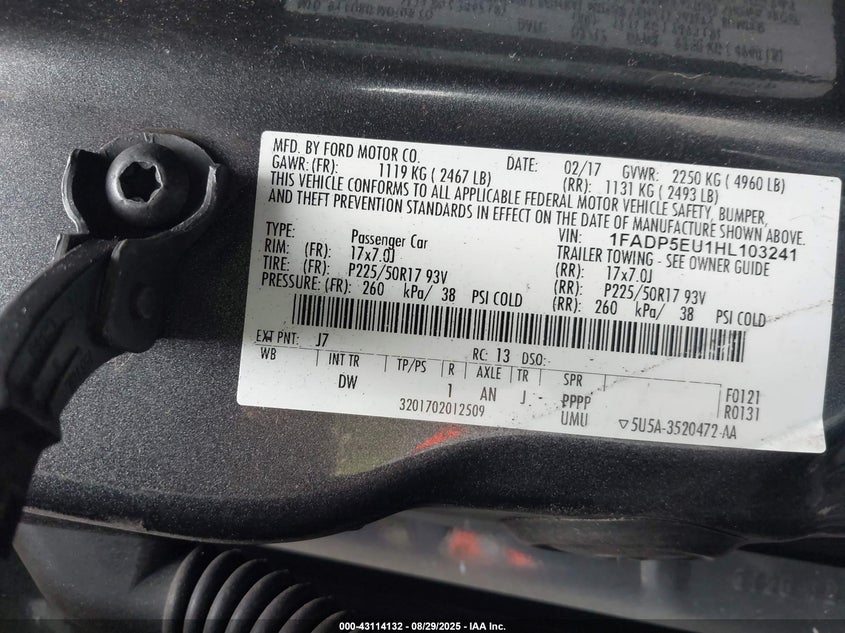 MFD. BY FORD MOTOR CO. DATE: 02/17 GVWR: 2250 KG ( 4960 LB)
GAWR: (FR): 1119 KG ( 2467 LB) (RR): 1131 KG ( 2493 LB)
THIS VEHICLE CONFORMS TO ALL APPLICABLE FEDERAL MOTOR VEHICLE SAFETY, BUMPER,
AND THEFT PREVENTION STANDARDS IN EFFECT ON THE DATE OF MANUFACTURE SHOWN ABOVE.
VIN: 1FADP5EU1HL103241
TYPE: Passenger Car TRAILER TOWING - SEE OWNER GUIDE
RIM: (FR): 17x7.0J (RR): 17x7.0J
TIRE: (FR): P225/50R17 93V (RR): P225/50R17 93V
PRESSURE: (FR): 260 kPa/ 38 PSI COLD (RR): 260 kPa/ 38 PSI COLD
EXT PNT: J7 RC: 13 DSO:
WB INT TR TP/PS R AXLE TR SPR
DW 1 AN J PPPP F0121
3201702012509 UMU R0131
▽5U5A-3520472-AA
000-43114132 - 08/29/2025 - IAA Inc.